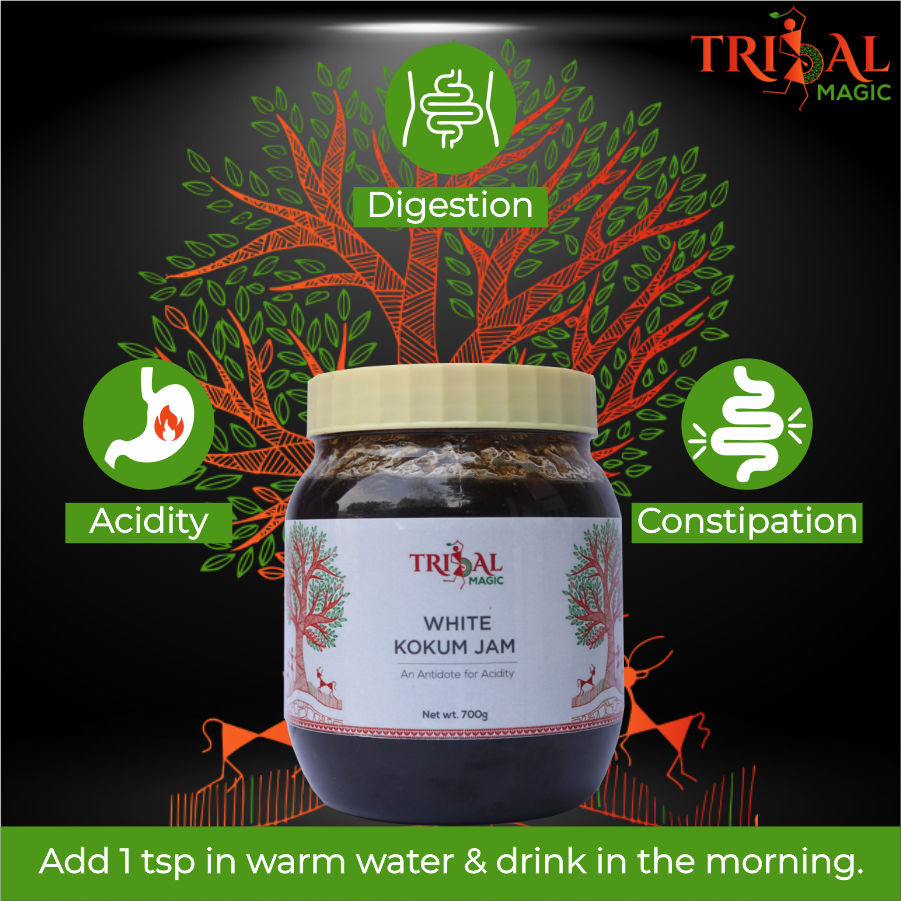 TRIBAL
MAGIC
Digestion
Acidity
Constipation
TRIBAL
MAGIC
WHITE
KOKUM JAM
An Antidote for Acidity
Net wt. 700g
Add 1 tsp in warm water & drink in the morning.